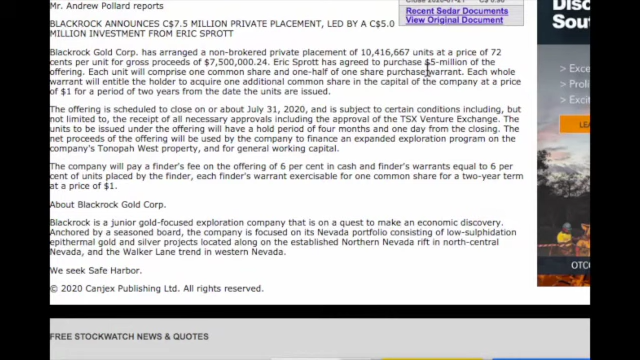 Mr. Andrew Pollard reports
Recent Sedar Documents
View Original Document
BLACKROCK ANNOUNCES C$7.5 MILLION PRIVATE PLACEMENT, LED BY A C$5.0
MILLION INVESTMENT FROM ERIC SPROTT
Blackrock Gold Corp. has arranged a non-brokered private placement of 10,416,667 units at a price of 72
cents per unit for gross proceeds of $7,500,000.24. Eric Sprott has agreed to purchase $5-million of the
offering. Each unit will comprise one common share and one-half of one share purchase warrant. Each whole
warrant will entitle the holder to acquire one additional common share in the capital of the company at a price
of $1 for a period of two years from the date the units are issued.
The offering is scheduled to close on or about July 31, 2020, and is subject to certain conditions including, but
not limited to, the receipt of all necessary approvals including the approval of the TSX Venture Exchange. The
units to be issued under the offering will have a hold period of four months and one day from the closing. The
net proceeds of the offering will be used by the company to finance an expanded exploration program on the
company's Tonopah West property, and for general working capital.
The company will pay a finder's fee on the offering of 6 per cent in cash and finder's warrants equal to 6 per
cent of units placed by the finder, each finder's warrant exercisable for one common share for a two-year term
at a price of $1.
About Blackrock Gold Corp.
Blackrock is a junior gold-focused exploration company that is on a quest to make an economic discovery.
Anchored by a seasoned board, the company is focused on its Nevada portfolio consisting of low-sulphidation
epithermal gold and silver projects located along on the established Northern Nevada rift in north-central
Nevada, and the Walker Lane trend in western Nevada.
We seek Safe Harbor.
© 2020 Canjex Publishing Ltd. All rights reserved.
FREE STOCKWATCH NEWS & QUOTES
Sou
> Exce
> Proli
> Exci
LEA
OTC